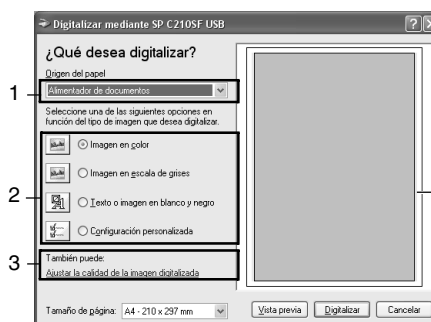 Digitalizar mediante SP C210SF USB
¿Qué desea digitalizar?
Origen del papel
1
Alimentador de documentos
Seleccione una de las siguientes opciones en
función del tipo de imagen que desea digitalizar.
2
Imagen en color
Imagen en escala de grises
Texto o imagen en blanco y negro
Configuración personalizada
3
También puede:
Ajustar la calidad de la imagen digitalizada
Tamaño de página: A4 - 210 x 297 mm Vista previa Digitalizar Cancelar